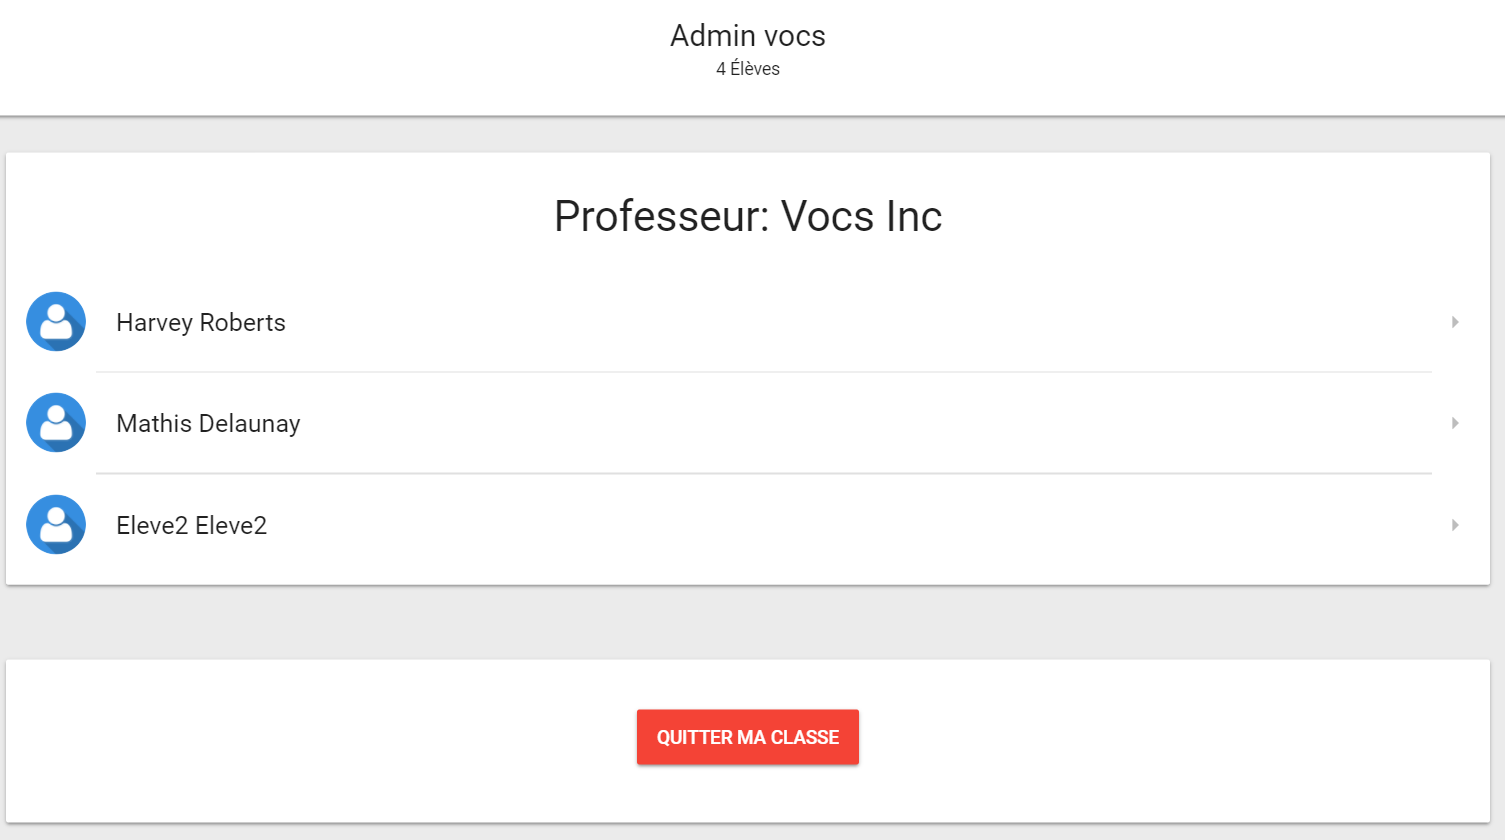 Admin vocs
4 Élèves
Professeur: Vocs Inc
Harvey Roberts
Mathis Delaunay
Eleve2 Eleve2
QUITTER MA CLASSE